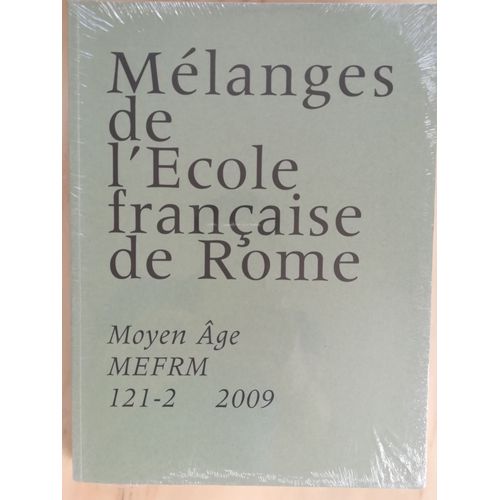 Mélanges
de
l'Ecole
française
de Rome
Moyen Âge
MEFRM
121-2 2009